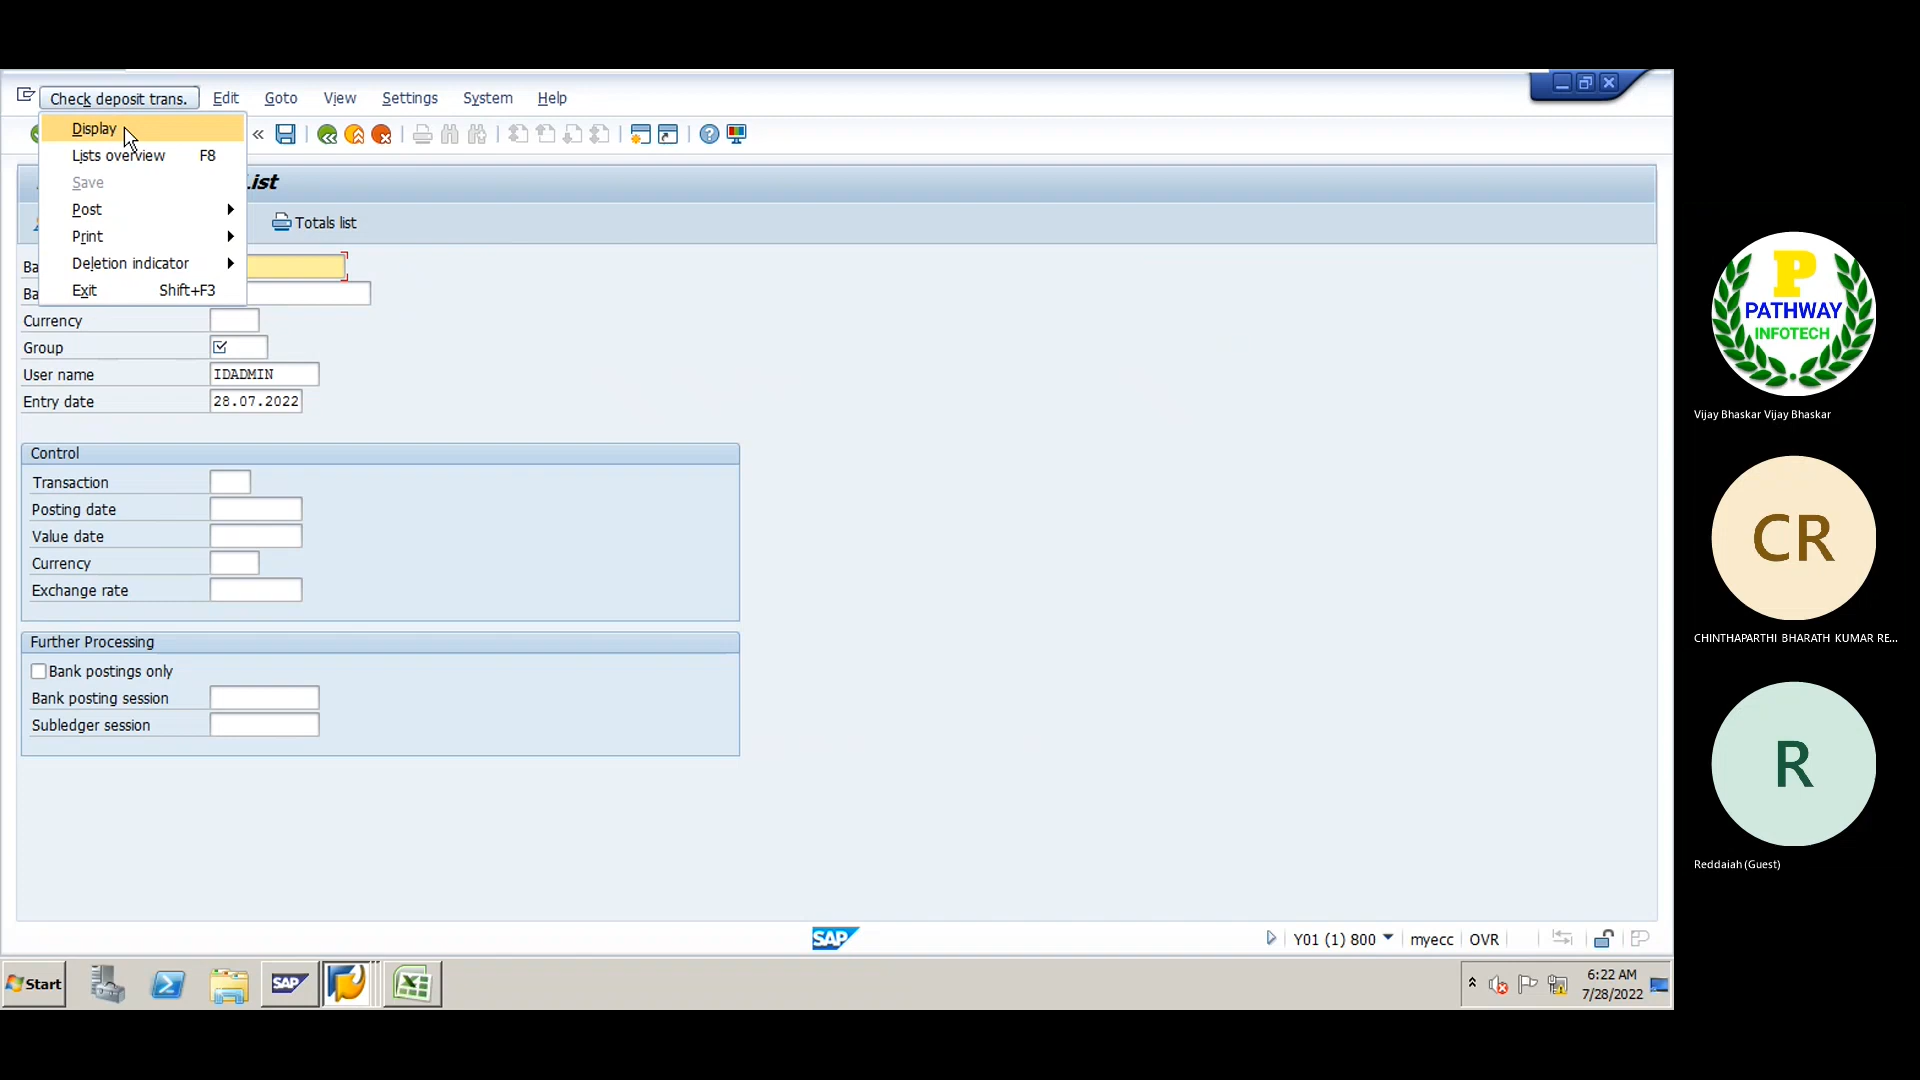 Check deposit trans. Edit Goto View Settings System Help
Display
Lists overview F8
Save
Post
Print
Deletion indicator
Exit Shift+F3
«
List
Totals list
Ba
Ba
Currency
Group
User name IDADMIN
Entry date 28.07.2022
Control
Transaction
Posting date
Value date
Currency
Exchange rate
Further Processing
Bank postings only
Bank posting session
Subledger session
SAP
Y01 (1) 800 myecc OVR
Start
SAP
6:22 AM
7/28/2022
P
PATHWAY
INFOTECH
Vijay Bhaskar Vijay Bhaskar
CR
CHINTHAPARTHI BHARATH KUMAR RE...
R
Reddaiah (Guest)